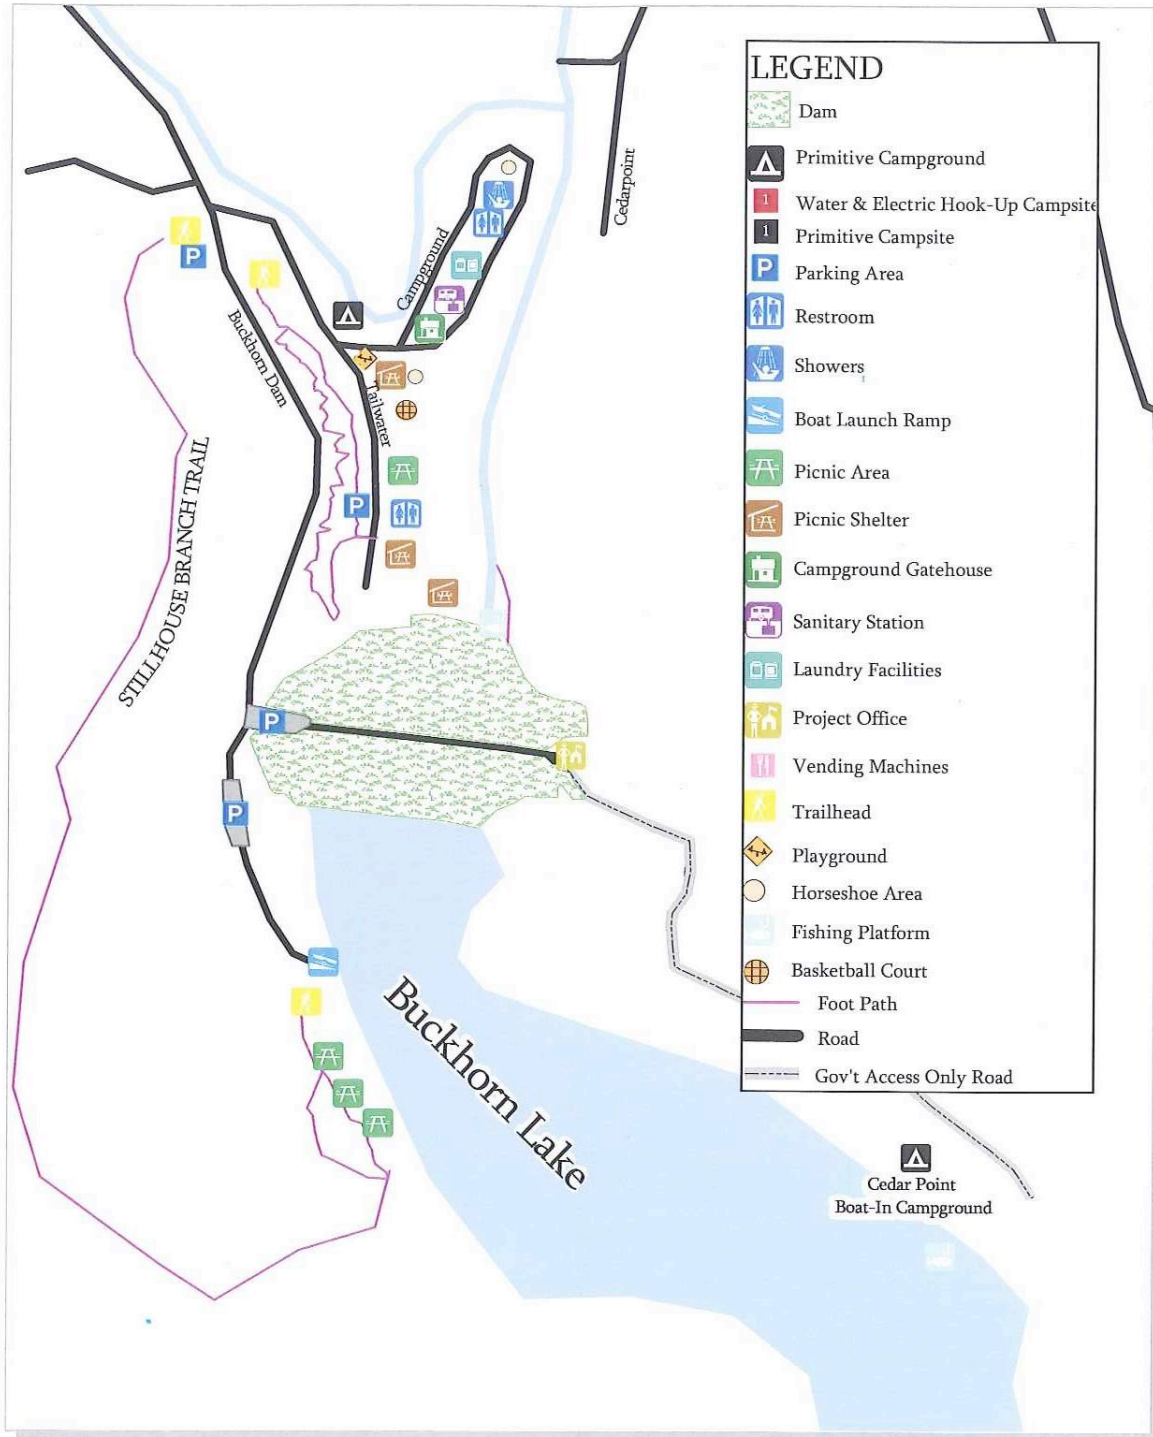 LEGEND
Dam
Primitive Campground
1 Water & Electric Hook-Up Campsite
1 Primitive Campsite
P Parking Area
Restroom
Showers
Boat Launch Ramp
Picnic Area
Picnic Shelter
Campground Gatehouse
Sanitary Station
Laundry Facilities
Project Office
Vending Machines
Trailhead
Playground
Horseshoe Area
Fishing Platform
Basketball Court
Foot Path
Road
Gov't Access Only Road
Cedarpoint
Campground
P
Buckhorn Dam
Tailwater
P
STILLHOUSE BRANCH TRAIL
P
P
Buckhorn Lake
Cedar Point
Boat-In Campground